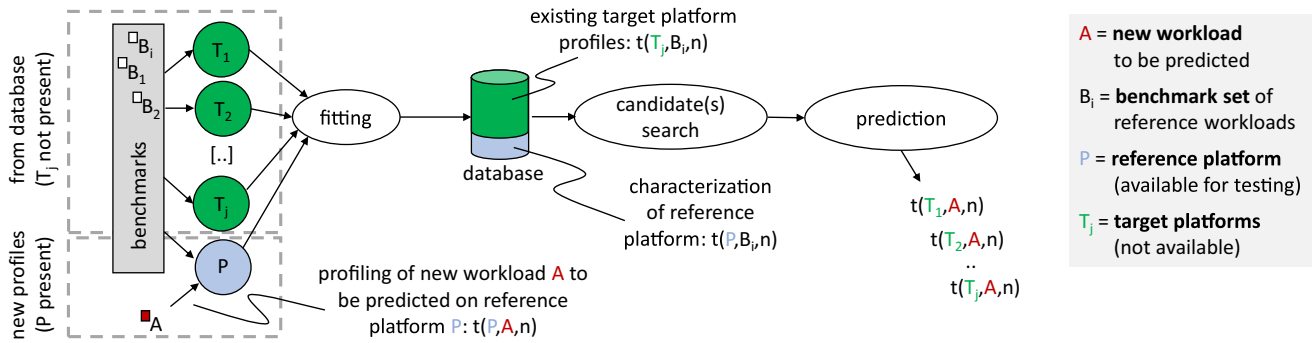 from database
(Tj not present)
new profiles
(P present)
Bi
B1
B2
benchmarks
A
T1
T2
[..]
Tj
P
fitting
existing target platform
profiles: t(Tj,Bi,n)
database
characterization
of reference
platform: t(P,Bi,n)
profiling of new workload A to
be predicted on reference
platform P: t(P,A,n)
candidate(s)
search
prediction
t(T1,A,n)
t(T2,A,n)
..
t(Tj,A,n)
A = new workload
to be predicted
Bi = benchmark set of
reference workloads
P = reference platform
(available for testing)
Tj = target platforms
(not available)